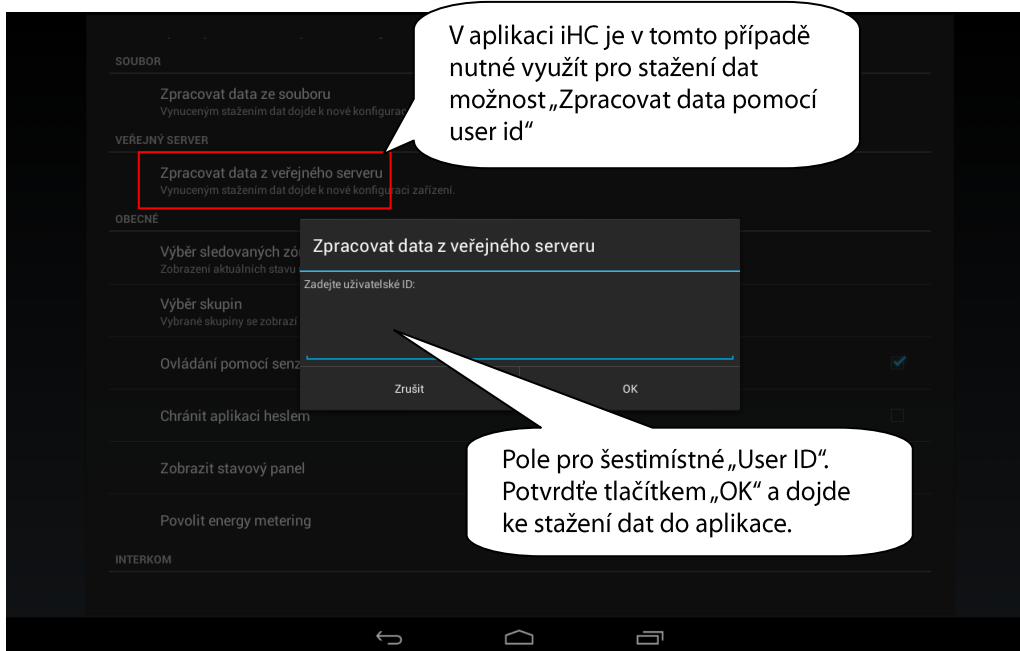 V aplikaci iHC je v tomto případě
nutné využít pro stažení dat
možnost „Zpracovat data pomocí
user id“
SOUBOR
Zpracovat data ze souboru
Vynuceným stažením dat dojde k nové konfigurac
VEŘEJNÝ SERVER
Zpracovat data z veřejného serveru
Vynuceným stažením dat dojde k nové konfiguraci zařízení.
OBECNÉ
Výběr sledovaných zó
Zobrazení aktuálních stavu
Výběr skupin
Vybrané skupiny se zobrazí
Ovládání pomocí senz
Chránit aplikaci heslem
Zobrazit stavový panel
Povolit energy metering
INTERKOM
Zpracovat data z veřejného serveru
Zadejte uživatelské ID:
Zrušit
OK
Pole pro šestimístné „User ID“.
Potvrdťe tlačítkem „OK“ a dojde
ke stažení dat do aplikace.